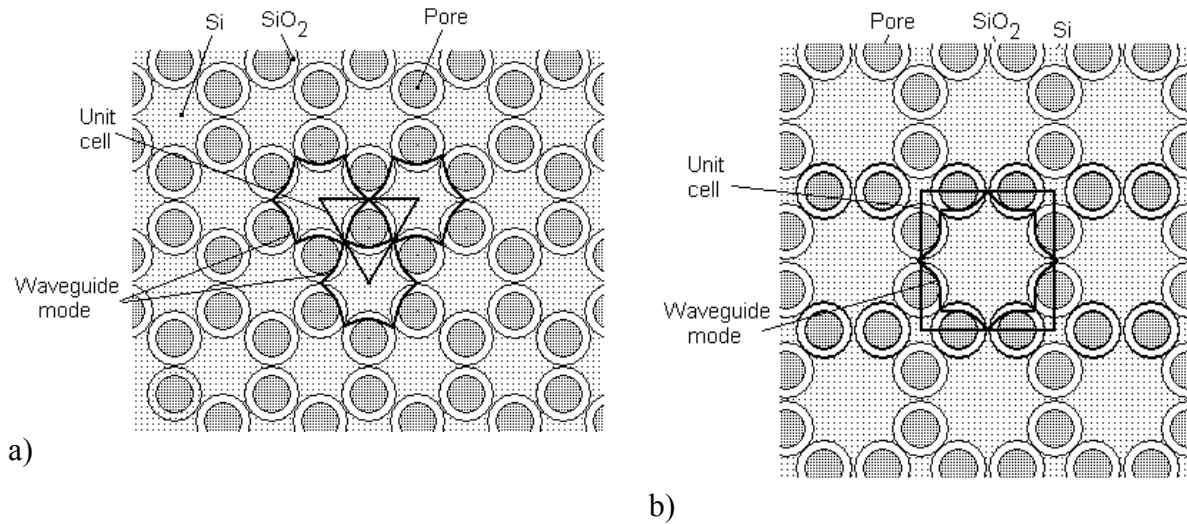 Si
SiO2
Pore
Unit
cell
Waveguide
mode
a)
Pore
SiO2
Si
Unit
cell
Waveguide
mode
b)